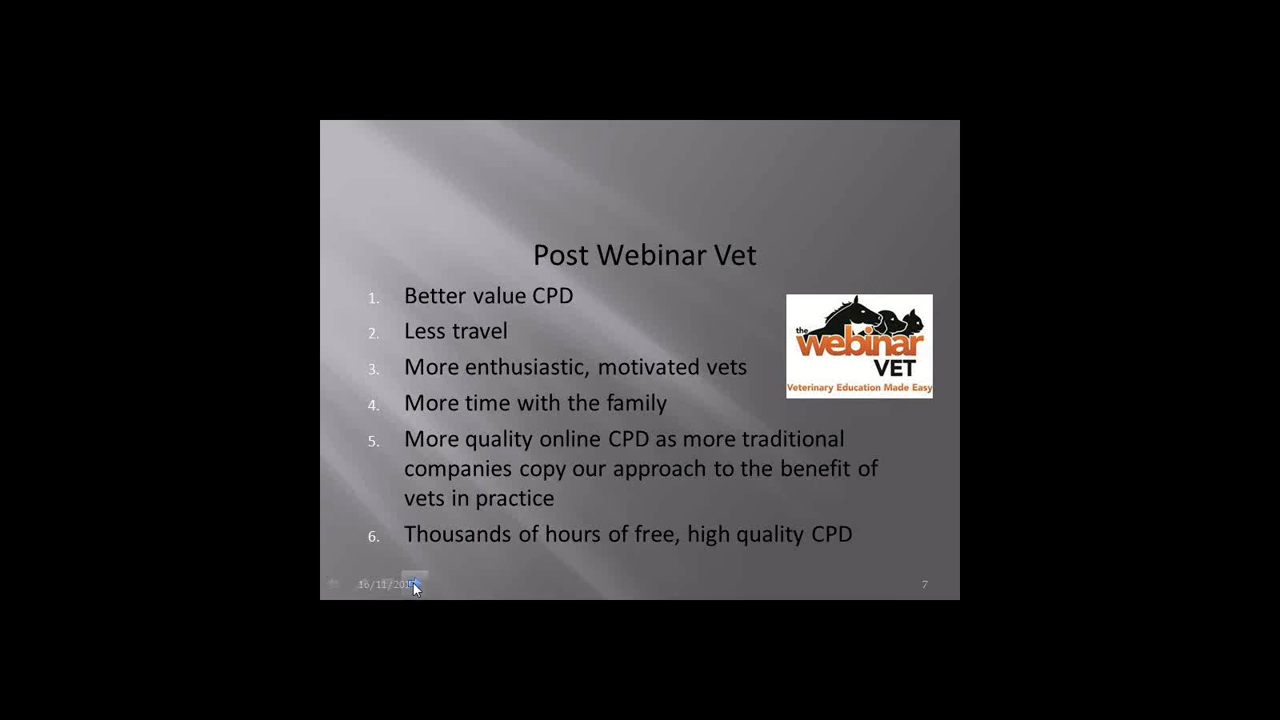 Post Webinar Vet
1. Better value CPD
2. Less travel
3. More enthusiastic, motivated vets
4. More time with the family
5. More quality online CPD as more traditional
companies copy our approach to the benefit of
vets in practice
6. Thousands of hours of free, high quality CPD
the
webinar
VET
Veterinary Education Made Easy
7